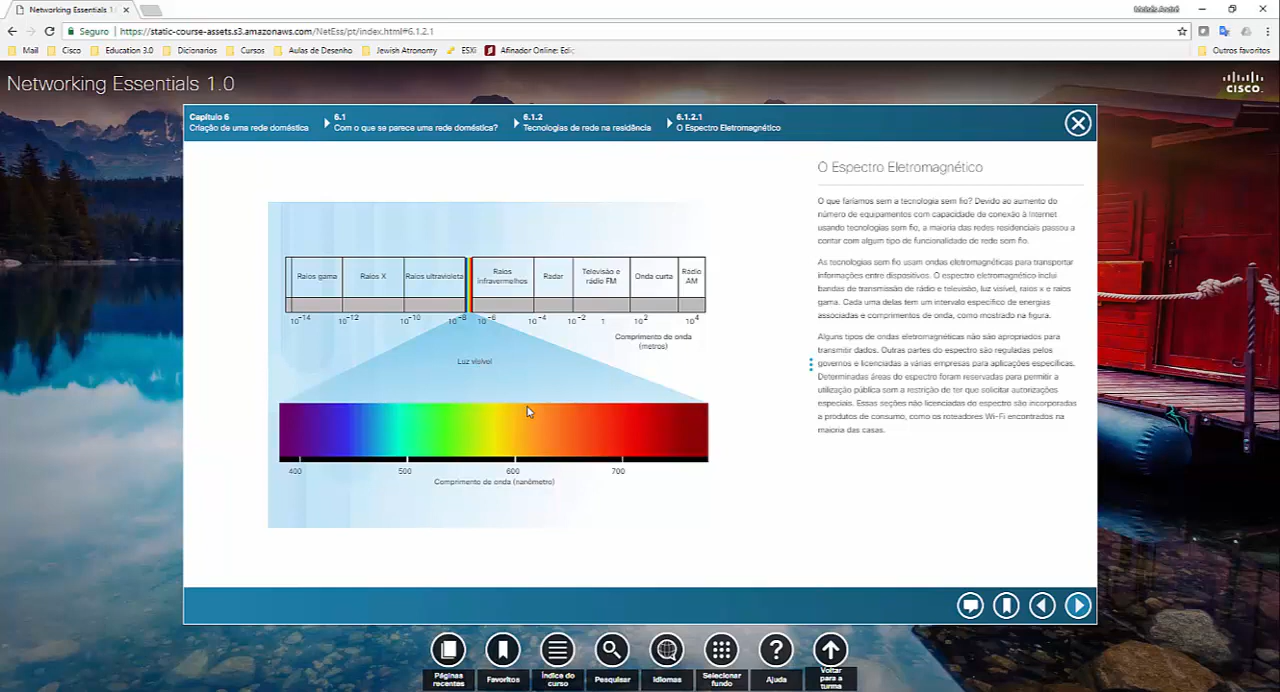 Networking Essentials 1.0
Moisés André
Seguro
https://static-course-assets.s3.amazonaws.com/NetEss/pt/index.html#6.1.2.1
Mail
Cisco
Education 3.0
Dicionarios
Cursos
Aulas de Desenho
Jewish Atronomy
ESXi
Afinador Online: Edic
Outros favoritos
Networking Essentials 1.0
CISCO
Capítulo 6
Criação de uma rede doméstica
6.1
Com o que se parece uma rede doméstica?
6.1.2
Tecnologias de rede na residência
6.1.2.1
O Espectro Eletromagnético
Raios gama
Raios X
Raios ultravioleta
Raios
infravermelhos
Radar
Televisão e
rádio FM
Onda curta
Rádio
AM
10⁻¹⁴ 10⁻¹² 10⁻¹⁰ 10⁻⁸ 10⁻⁶ 10⁻⁴ 10⁻² 1 10² 10⁴
Comprimento de onda
(metros)
Luz visível
400 500 600 700
Comprimento de onda (nanômetro)
O Espectro Eletromagnético
O que faríamos sem a tecnologia sem fio? Devido ao aumento do
número de equipamentos com capacidade de conexão à Internet
usando tecnologias sem fio, a maioria das redes residenciais passou a
contar com algum tipo de funcionalidade de rede sem fio.
As tecnologias sem fio usam ondas eletromagnéticas para transportar
informações entre dispositivos. O espectro eletromagnético inclui
bandas de transmissão de rádio e televisão, luz visível, raios x e raios
gama. Cada uma delas tem um intervalo específico de energias
associadas e comprimentos de onda, como mostrado na figura.
Alguns tipos de ondas eletromagnéticas não são apropriados para
transmitir dados. Outras partes do espectro são reguladas pelos
governos e licenciadas a várias empresas para aplicações específicas.
Determinadas áreas do espectro foram reservadas para permitir a
utilização pública sem a restrição de ter que solicitar autorizações
especiais. Essas seções não licenciadas do espectro são incorporadas
a produtos de consumo, como os roteadores Wi-Fi encontrados na
maioria das casas.
Páginas
recentes
Favoritos
Índice do
curso
Pesquisar
Idiomas
Selecionar
fundo
Ajuda
Voltar
para a
turma